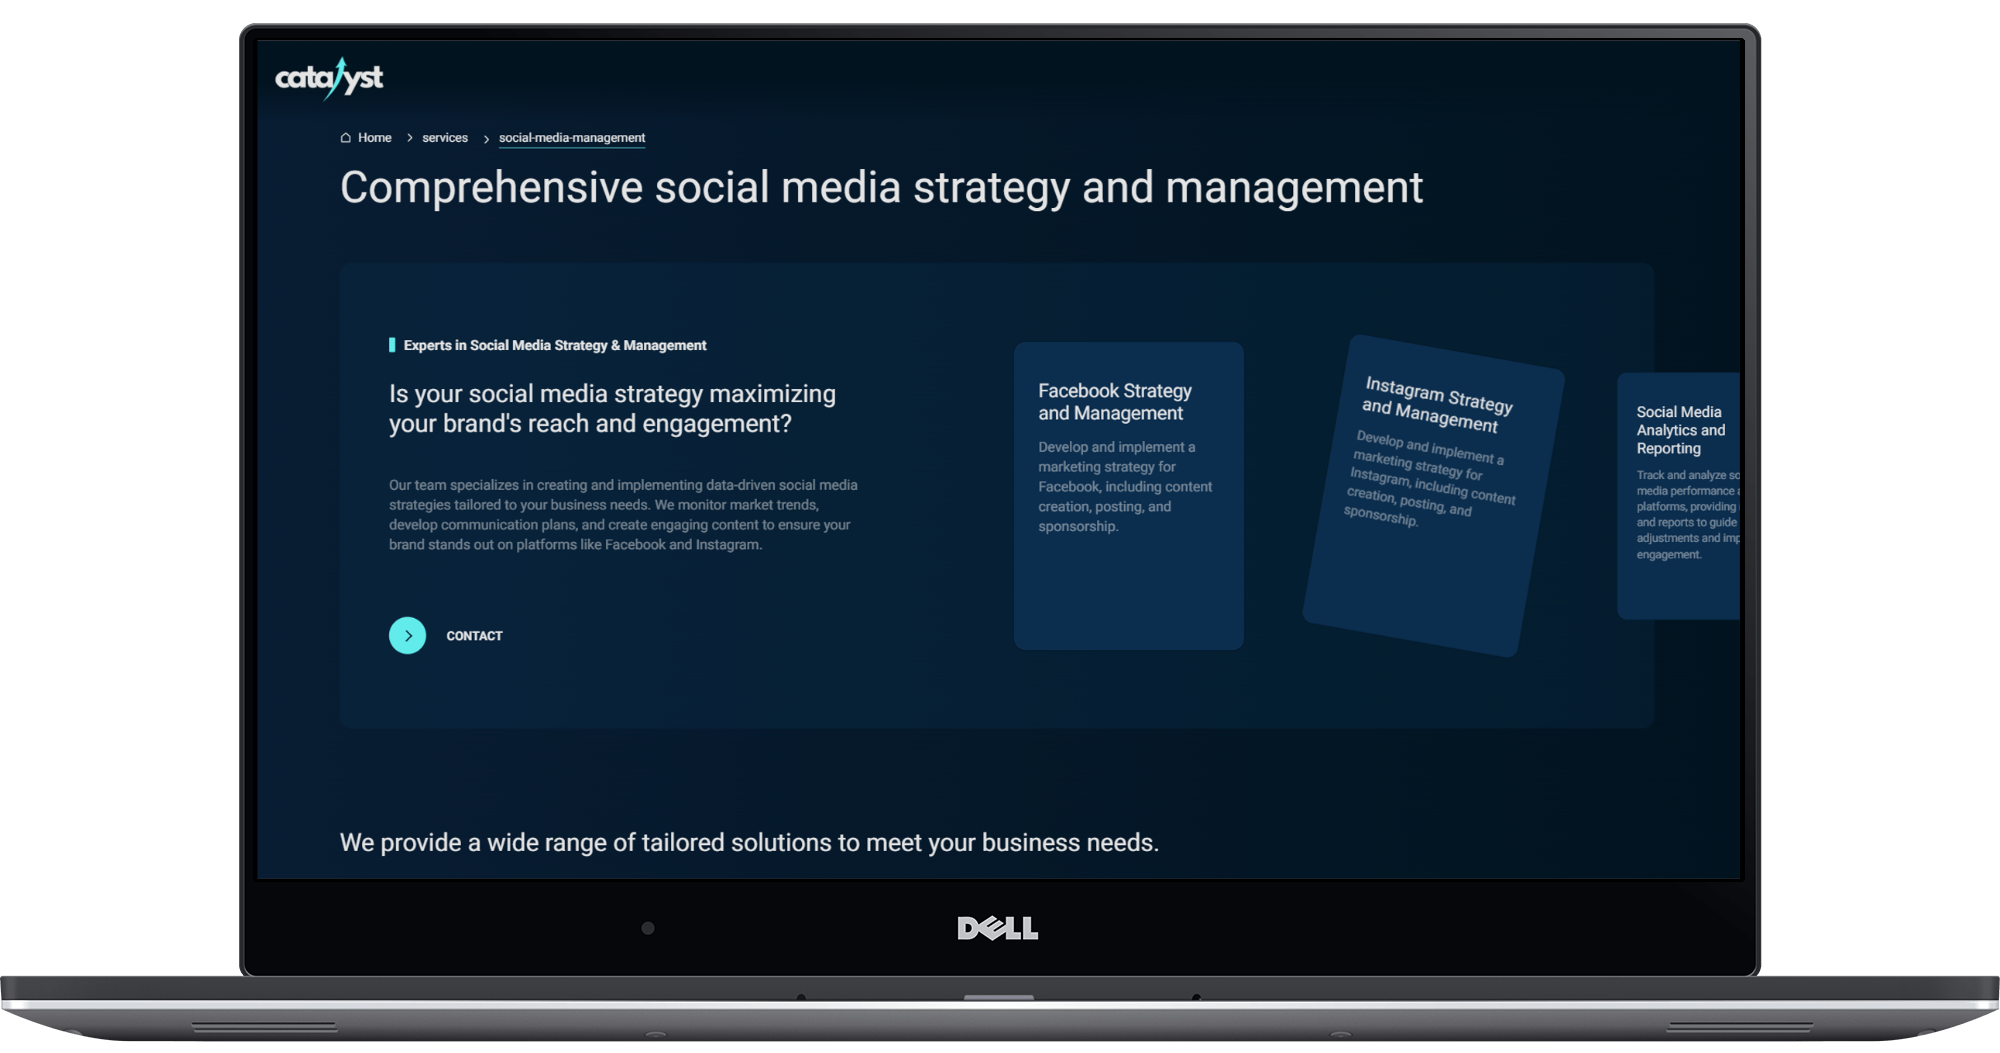 catalyst
Home > services > social-media-management
Comprehensive social media strategy and management
Experts in Social Media Strategy & Management
Is your social media strategy maximizing
your brand's reach and engagement?
Our team specializes in creating and implementing data-driven social media
strategies tailored to your business needs. We monitor market trends,
develop communication plans, and create engaging content to ensure your
brand stands out on platforms like Facebook and Instagram.
CONTACT
Facebook Strategy
and Management
Develop and implement a
marketing strategy for
Facebook, including content
creation, posting, and
sponsorship.
Instagram Strategy
and Management
Develop and implement a
marketing strategy for
Instagram, including content
creation, posting, and
sponsorship.
Social Media
Analytics and
Reporting
Track and analyze
media performance
platforms, providing
and reports to guide
adjustments and
engagement.
We provide a wide range of tailored solutions to meet your business needs.
DELL